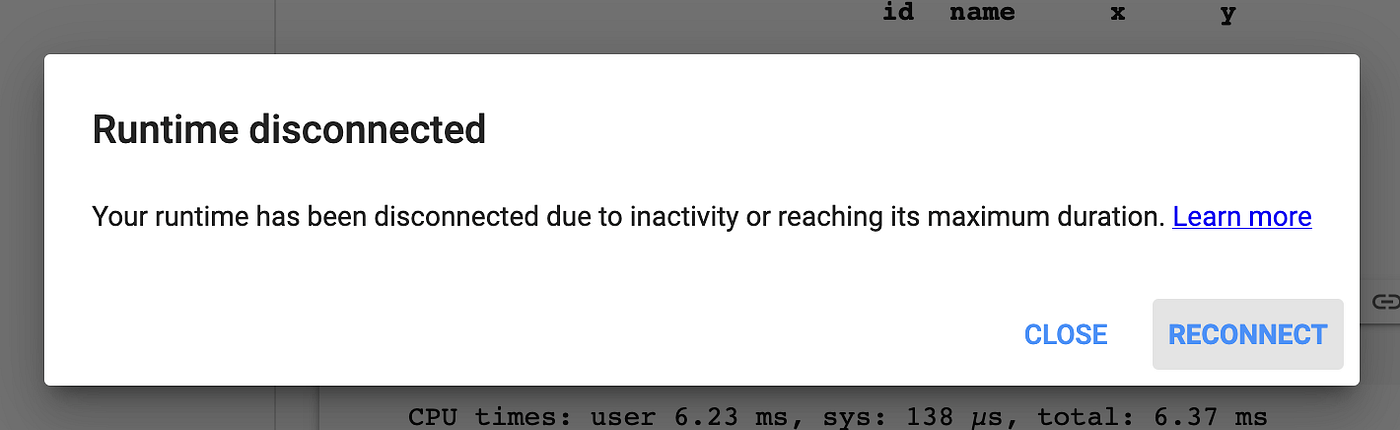 id name x y
Runtime disconnected
Your runtime has been disconnected due to inactivity or reaching its maximum duration. Learn more
CLOSE RECONNECT
CPU times: user 6.23 ms, sys: 138 µs, total: 6.37 ms